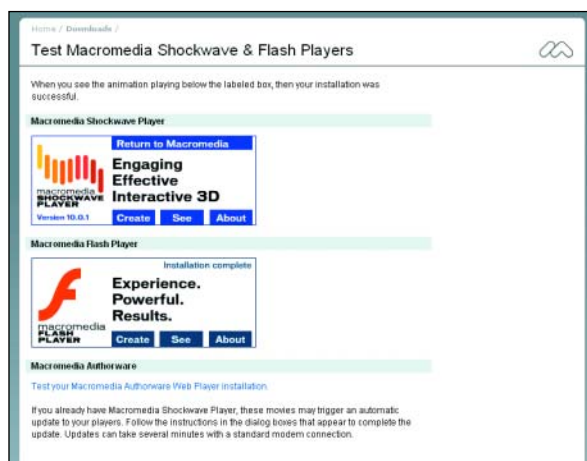 Home / Downloads /
Test Macromedia Shockwave & Flash Players
When you see the animation playing below the labeled box, then your installation was
successful.
Macromedia Shockwave Player
Return to Macromedia
Engaging
Effective
Interactive 3D
macromedia
SHOCKWAVE
PLAYER
Version 10.0.1
Create See About
Macromedia Flash Player
Installation complete
Experience.
Powerful.
Results.
macromedia
FLASH
PLAYER
Create See About
Macromedia Authorware
Test your Macromedia Authorware Web Player installation.
If you already have Macromedia Shockwave Player, these movies may trigger an automatic
update to your players. Follow the instructions in the dialog boxes that appear to complete the
update. Updates can take several minutes with a standard modem connection.